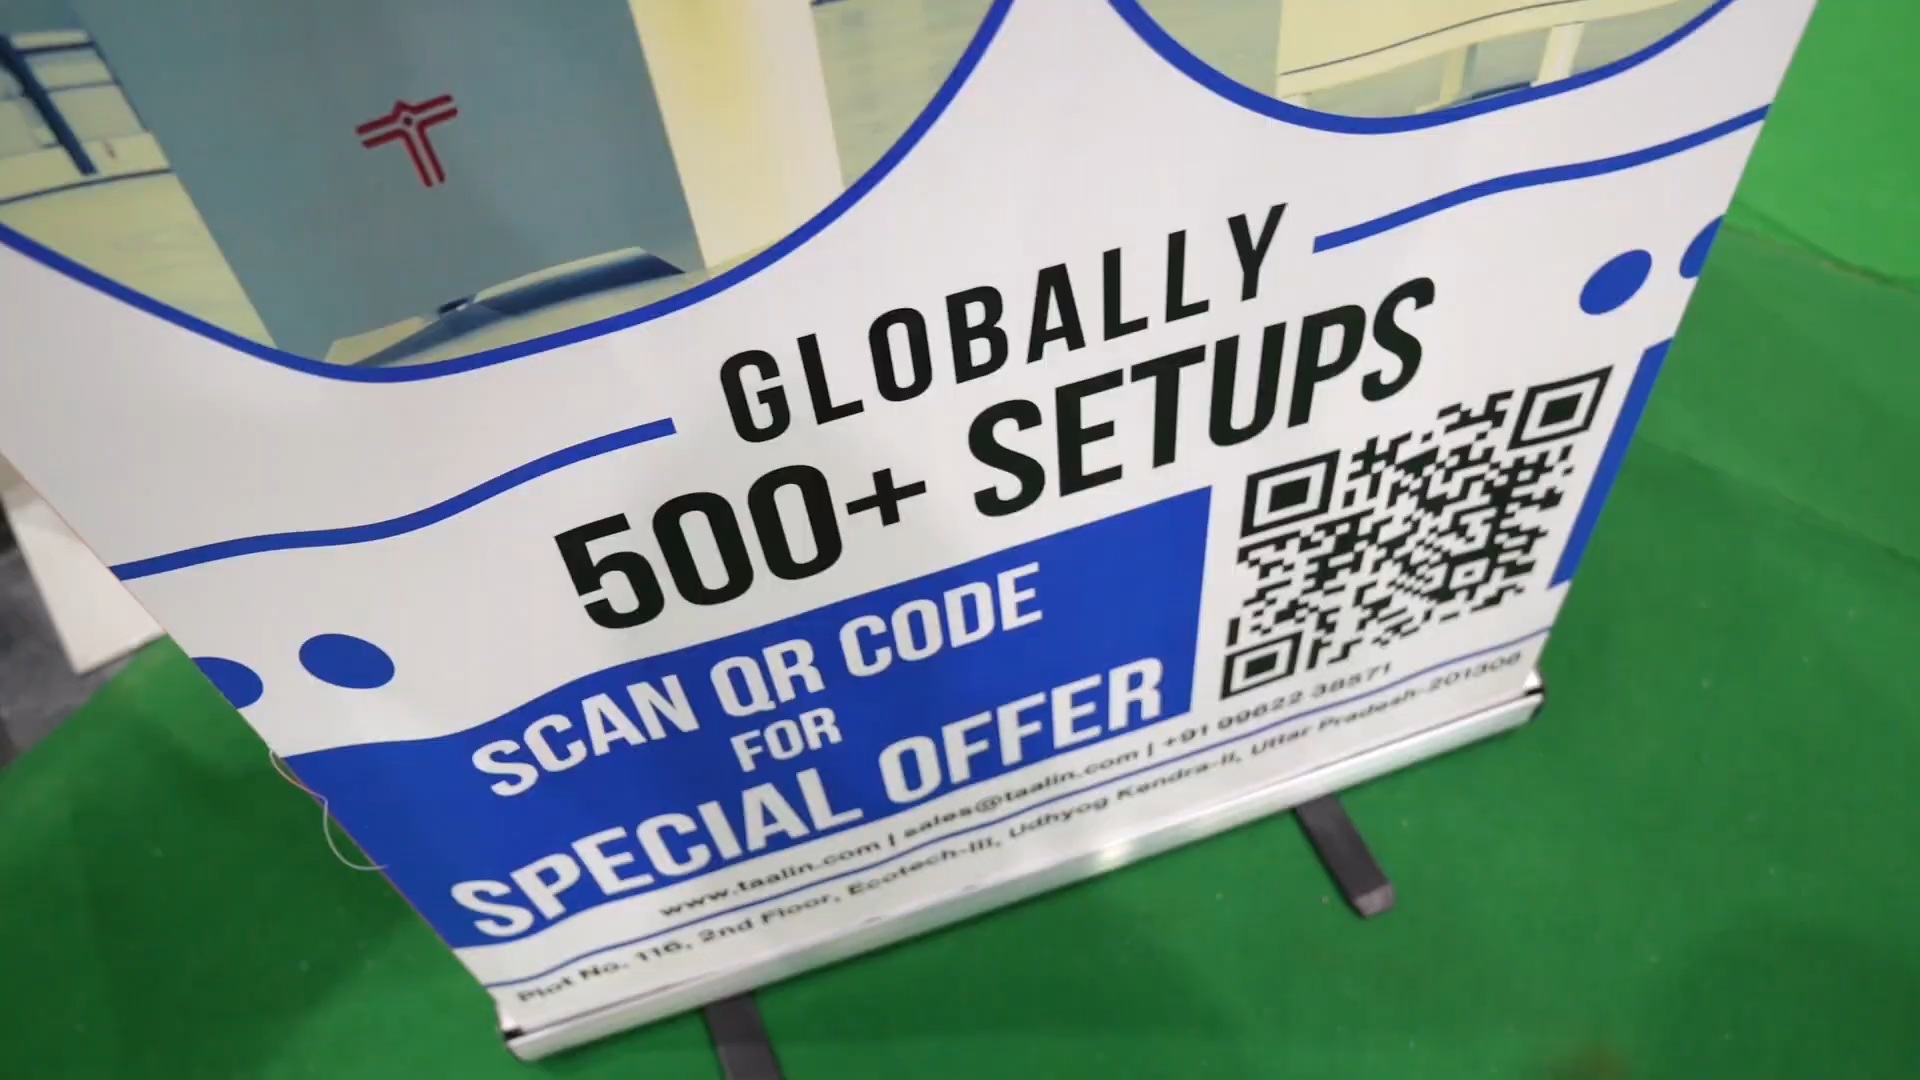 GLOBALLY
500+ SETUPS
SCAN QR CODE
FOR
SPECIAL OFFER
www.taalin.com | sales@taalin.com | +91 99622 38571
Plot No. 116, 2nd Floor, Ecotech-III, Udhyog Kendra-II, Uttar Pradesh-201306